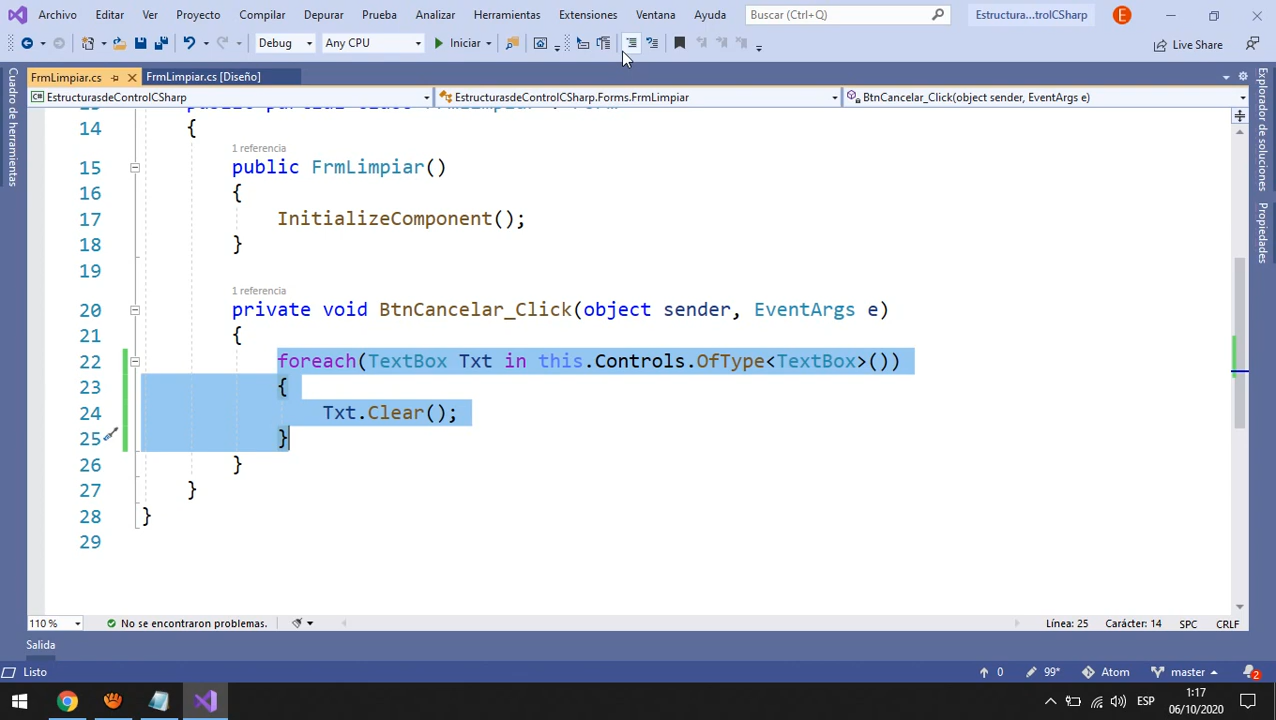 Archivo Editar Ver Proyecto Compilar Depurar Prueba Analizar Herramientas Extensiones Ventana Ayuda Buscar (Ctrl+Q) Estructura...trolCSharp E
Debug Any CPU Iniciar Live Share
FrmLimpiar.cs FrmLimpiar.cs [Diseño]
EstructurasdeControlCSharp EstructurasdeControlCSharp.Forms.FrmLimpiar BtnCancelar_Click(object sender, EventArgs e)
Cuadro de herramientas
Explorador de soluciones
Propiedades
14 {
1 referencia
15 public FrmLimpiar()
16 {
17 InitializeComponent();
18 }
19
1 referencia
20 private void BtnCancelar_Click(object sender, EventArgs e)
21 {
22 foreach(TextBox Txt in this.Controls.OfType<TextBox>())
23 {
24 Txt.Clear();
25 }
26 }
27 }
28 }
29
110 % No se encontraron problemas. Línea: 25 Carácter: 14 SPC CRLF
Salida
Listo 0 99* Atom master 2
ESP 1:17
06/10/2020